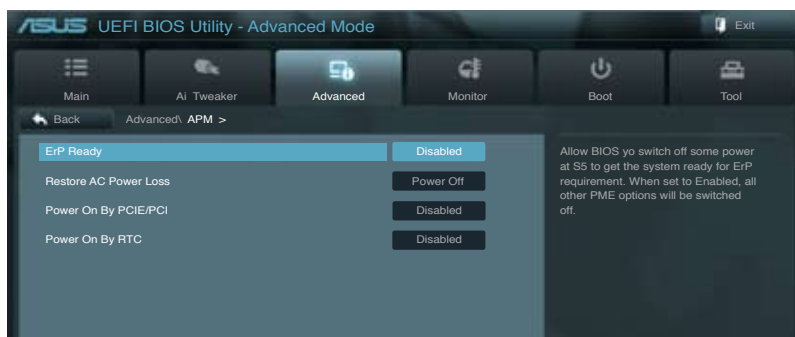 ASUS UEFI BIOS Utility - Advanced Mode
Exit
Main
Ai Tweaker
Advanced
Monitor
Boot
Tool
Back
Advanced\ APM >
ErP Ready Disabled
Restore AC Power Loss Power Off
Power On By PCIE/PCI Disabled
Power On By RTC Disabled
Allow BIOS yo switch off some power
at S5 to get the system ready for ErP
requirement. When set to Enabled, all
other PME options will be switched
off.